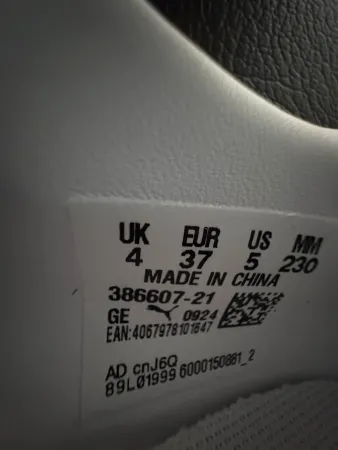 UK EUR US MM
4 37 5 230
MADE IN CHINA
386607-21
GE 0924
EAN:4067978101647
AD cnJ6Q
89L01999 6000150881_2